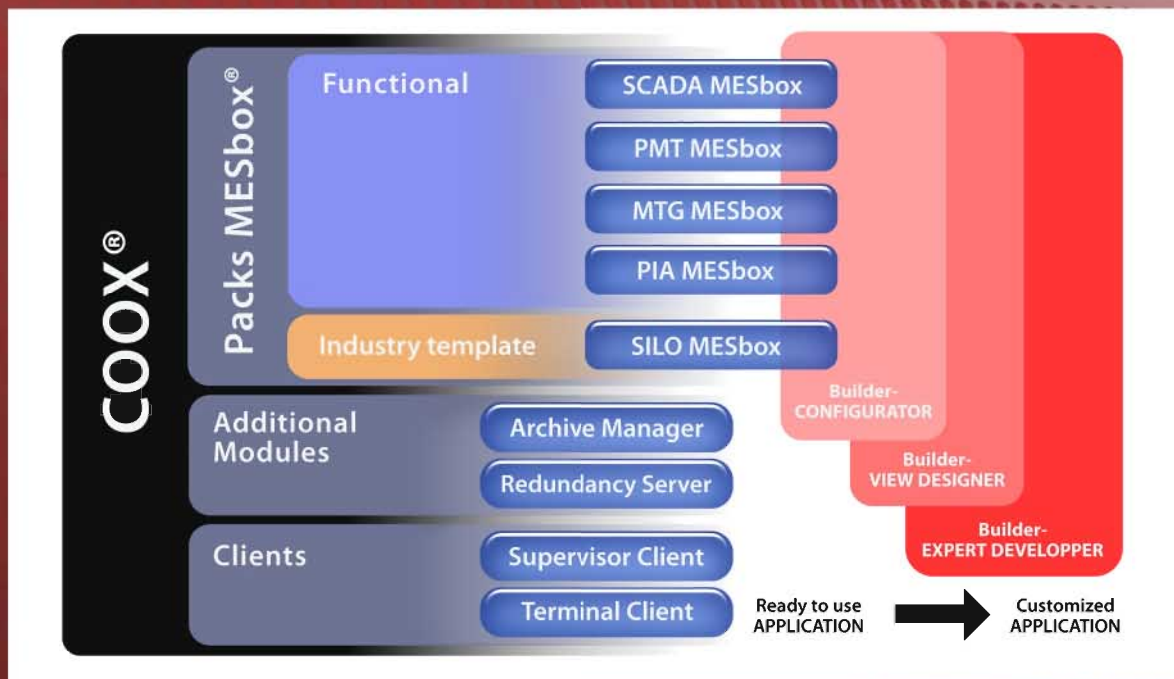 COOX®
Packs MESbox®
Functional
SCADA MESbox
PMT MESbox
MTG MESbox
PIA MESbox
Industry template
SILO MESbox
Builder-
CONFIGURATOR
Additional
Modules
Archive Manager
Redundancy Server
Builder-
VIEW DESIGNER
Builder-
EXPERT DEVELOPPER
Clients
Supervisor Client
Terminal Client
Ready to use
APPLICATION
Customized
APPLICATION